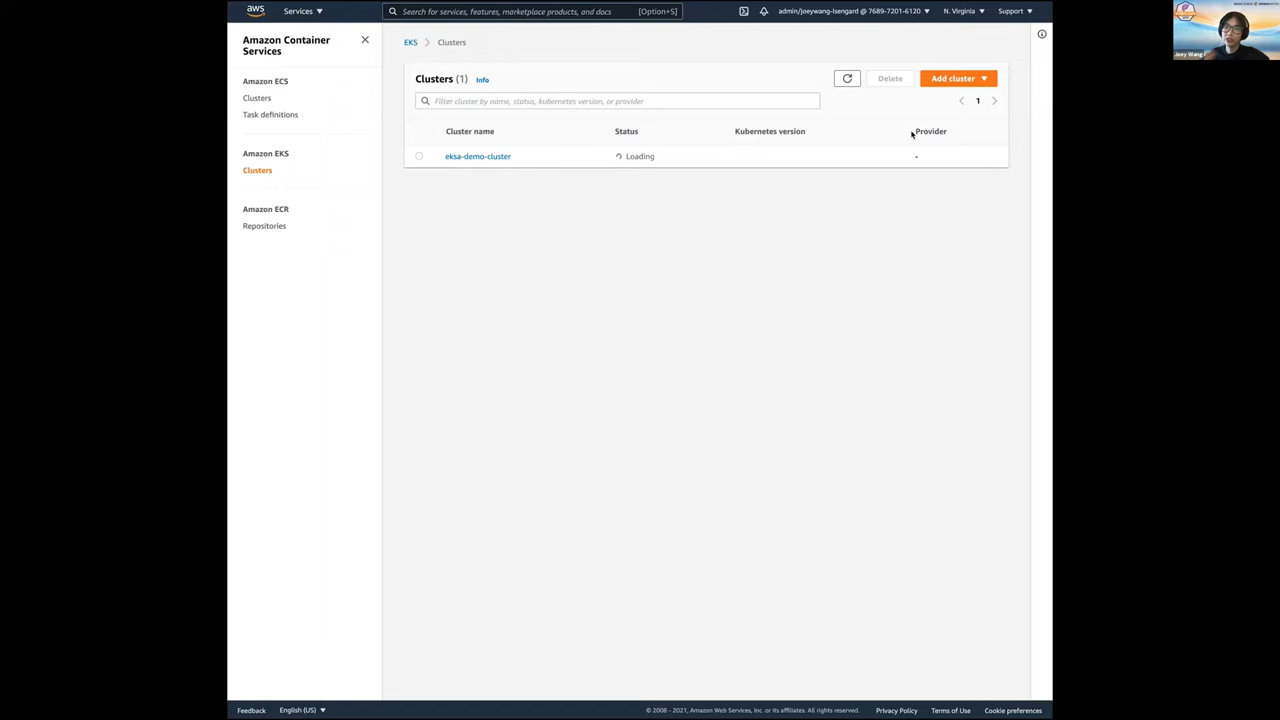 aws
Services
Search for services, features, marketplace products, and docs
[Option+S]
admin/joeywang-Isengard @ 7689-7201-6120
N. Virginia
Support
Amazon Container
Services
Amazon ECS
Clusters
Task definitions
Amazon EKS
Clusters
Amazon ECR
Repositories
EKS
Clusters
Clusters (1)
Info
Delete
Add cluster
Filter cluster by name, status, kubernetes version, or provider
1
Cluster name
Status
Kubernetes version
Provider
eksa-demo-cluster
Loading
-
Joey Wang
Feedback
English (US)
© 2008 - 2021, Amazon Web Services, Inc. or its affiliates. All rights reserved.
Privacy Policy
Terms of Use
Cookie preferences